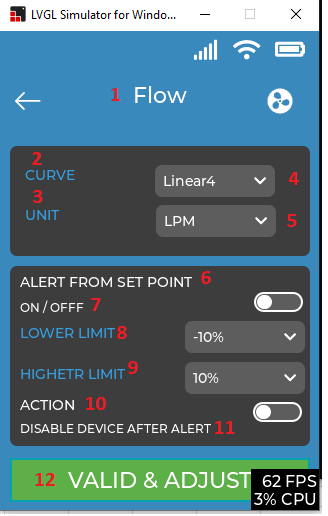 LVGL Simulator for Windo...
1 Flow
2
CURVE
Linear4 4
3
UNIT
LPM 5
ALERT FROM SET POINT 6
ON / OFFF 7
LOWER LIMIT 8
-10%
HIGHETR LIMIT 9
10%
ACTION 10
DISABLE DEVICE AFTER ALERT 11
12 VALID & ADJUST
62 FPS
3% CPU